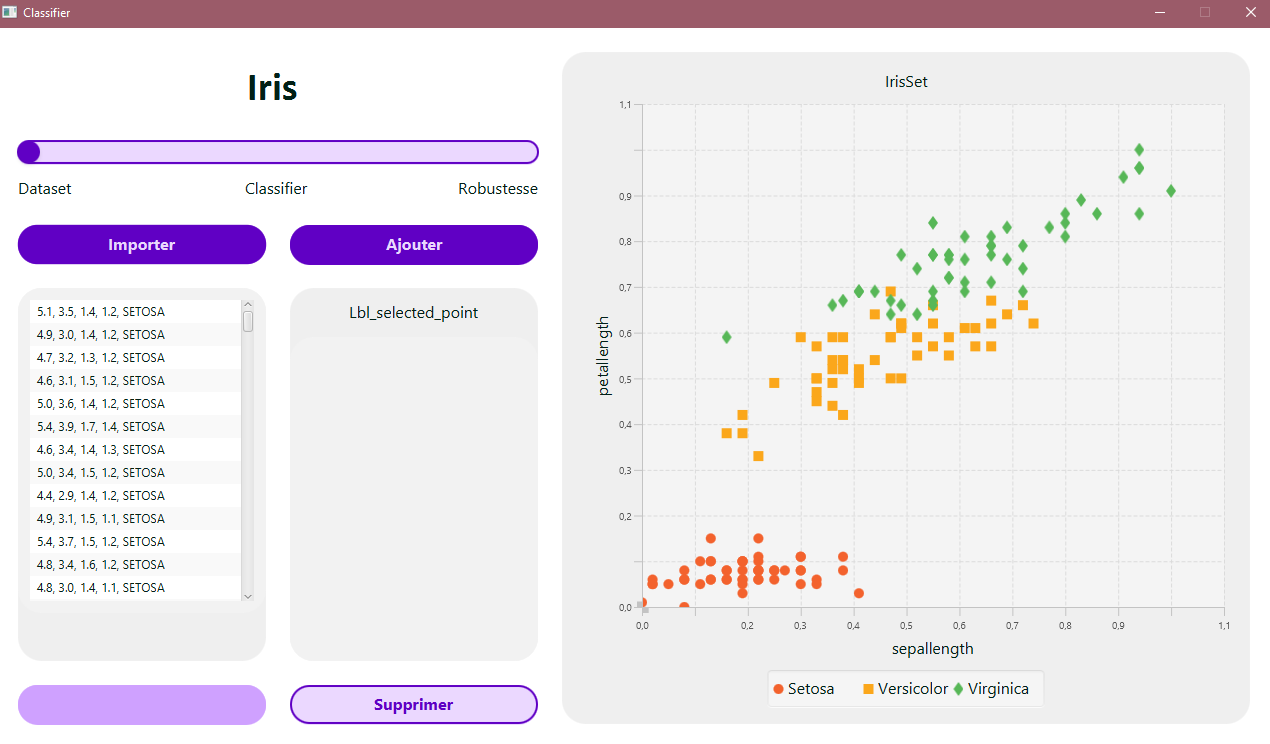 Classifier
Iris
Dataset Classifier Robustesse
Importer Ajouter
5.1, 3.5, 1.4, 1.2, SETOSA
4.9, 3.0, 1.4, 1.2, SETOSA
4.7, 3.2, 1.3, 1.2, SETOSA
4.6, 3.1, 1.5, 1.2, SETOSA
5.0, 3.6, 1.4, 1.2, SETOSA
5.4, 3.9, 1.7, 1.4, SETOSA
4.6, 3.4, 1.4, 1.3, SETOSA
5.0, 3.4, 1.5, 1.2, SETOSA
4.4, 2.9, 1.4, 1.2, SETOSA
4.9, 3.1, 1.5, 1.1, SETOSA
5.4, 3.7, 1.5, 1.2, SETOSA
4.8, 3.4, 1.6, 1.2, SETOSA
4.8, 3.0, 1.4, 1.1, SETOSA
Lbl_selected_point
Supprimer
IrisSet
petallength
1,1
0,9
0,8
0,7
0,6
0,5
0,4
0,3
0,2
0,0
0,0 0,2 0,3 0,4 0,5 0,6 0,7 0,8 0,9 1,1
sepallength
Setosa Versicolor Virginica